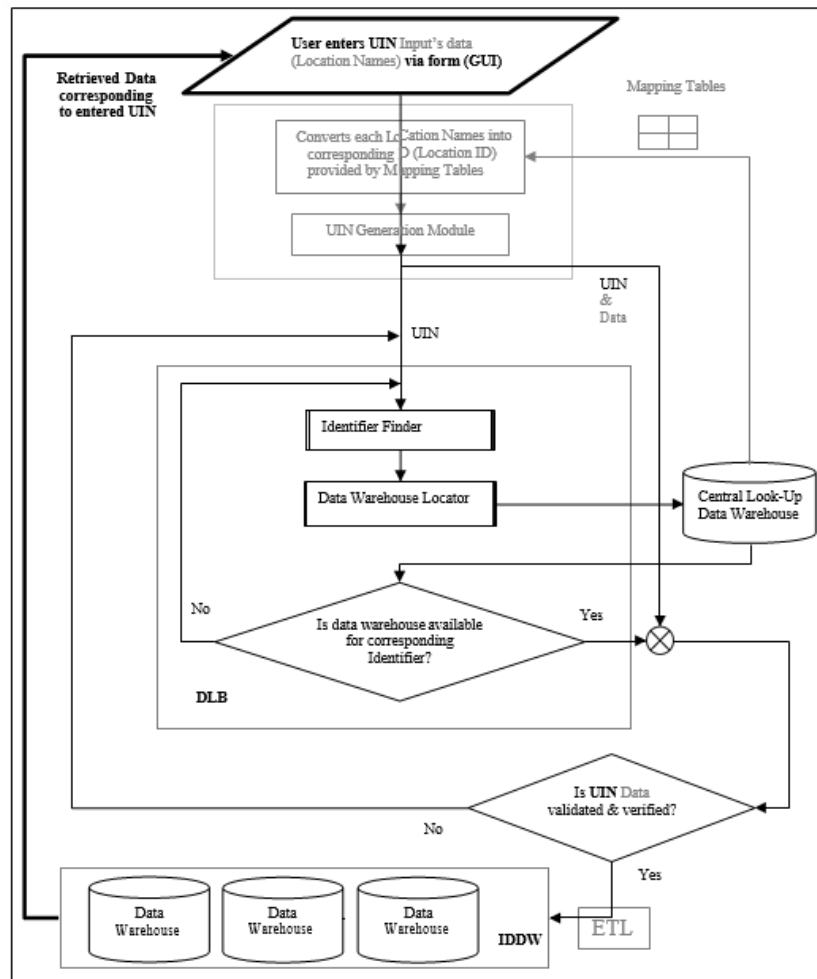 User enters UIN Input's data
(Location Names) via form (GUI)
Retrieved Data
corresponding
to entered UIN
Mapping Tables
Converts each Location Names into
corresponding ID (Location ID)
provided by Mapping Tables
UIN Generation Module
UIN
&
Data
UIN
Identifier Finder
Data Warehouse Locator
Central Look-Up
Data Warehouse
No
Is data warehouse available
for corresponding
Identifier?
Yes
DLB
Is UIN Data
validated & verified?
No
Yes
Data
Warehouse
Data
Warehouse
Data
Warehouse
IDDW
ETL